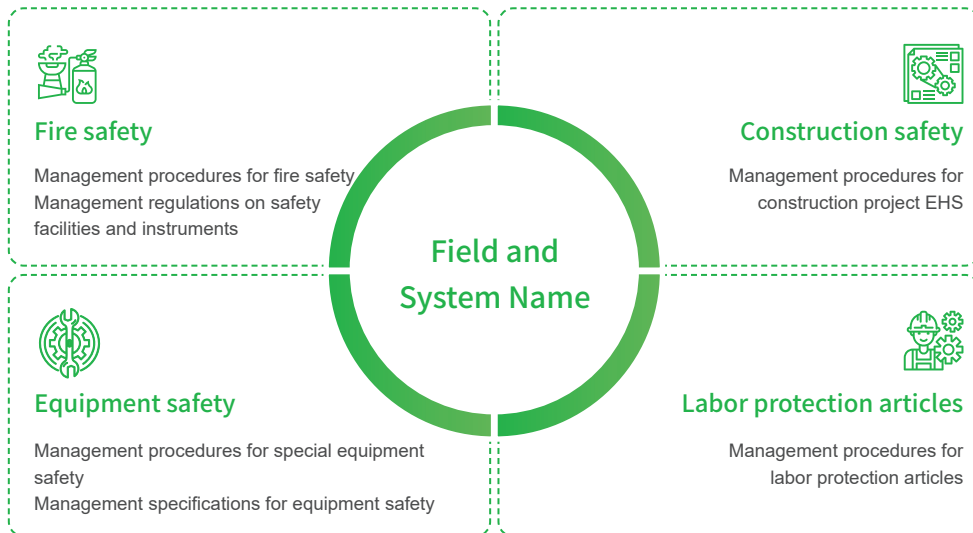 Fire safety
Management procedures for fire safety
Management regulations on safety
facilities and instruments
Construction safety
Management procedures for
construction project EHS
Field and
System Name
Equipment safety
Management procedures for special equipment
safety
Management specifications for equipment safety
Labor protection articles
Management procedures for
labor protection articles